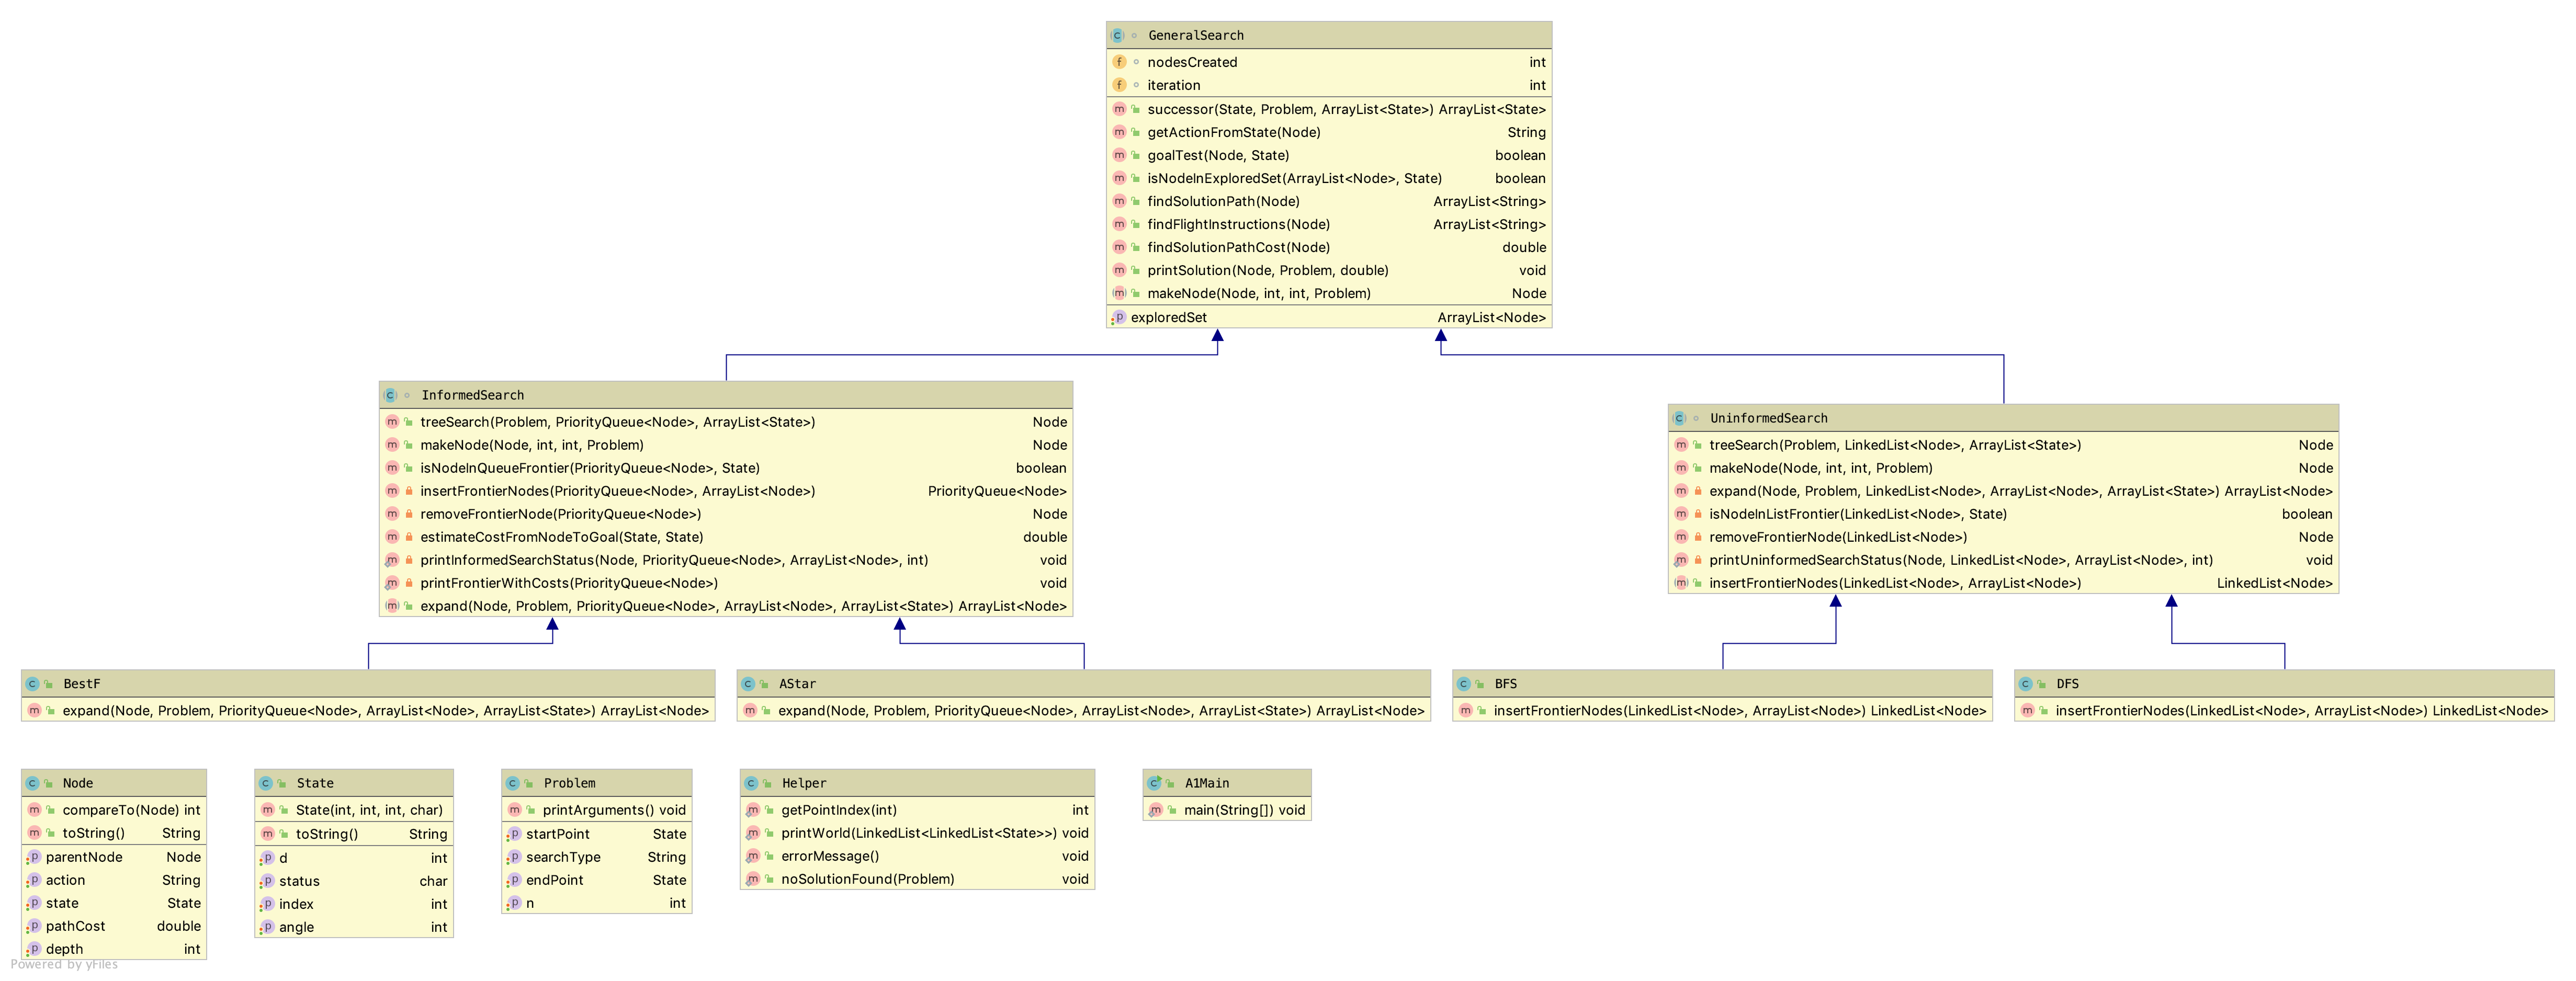 GeneralSearch
nodesCreated int
iteration int
successor(State, Problem, ArrayList<State>) ArrayList<State>
getActionFromState(Node) String
goalTest(Node, State) boolean
isNodeInExploredSet(ArrayList<Node>, State) boolean
findSolutionPath(Node) ArrayList<String>
findFlightInstructions(Node) ArrayList<String>
findSolutionPathCost(Node) double
printSolution(Node, Problem, double) void
makeNode(Node, int, int, Problem) Node
exploredSet ArrayList<Node>
InformedSearch
treeSearch(Problem, PriorityQueue<Node>, ArrayList<State>) Node
makeNode(Node, int, int, Problem) Node
isNodeInQueueFrontier(PriorityQueue<Node>, State) boolean
insertFrontierNodes(PriorityQueue<Node>, ArrayList<Node>) PriorityQueue<Node>
removeFrontierNode(PriorityQueue<Node>) Node
estimateCostFromNodeToGoal(State, State) double
printInformedSearchStatus(Node, PriorityQueue<Node>, ArrayList<Node>, int) void
printFrontierWithCosts(PriorityQueue<Node>) void
expand(Node, Problem, PriorityQueue<Node>, ArrayList<Node>, ArrayList<State>) ArrayList<Node>
UninformedSearch
treeSearch(Problem, LinkedList<Node>, ArrayList<State>) Node
makeNode(Node, int, int, Problem) Node
expand(Node, Problem, LinkedList<Node>, ArrayList<Node>, ArrayList<State>) ArrayList<Node>
isNodeInListFrontier(LinkedList<Node>, State) boolean
removeFrontierNode(LinkedList<Node>) Node
printUninformedSearchStatus(Node, LinkedList<Node>, ArrayList<Node>, int) void
insertFrontierNodes(LinkedList<Node>, ArrayList<Node>) LinkedList<Node>
BestF
expand(Node, Problem, PriorityQueue<Node>, ArrayList<Node>, ArrayList<State>) ArrayList<Node>
AStar
expand(Node, Problem, PriorityQueue<Node>, ArrayList<Node>, ArrayList<State>) ArrayList<Node>
BFS
insertFrontierNodes(LinkedList<Node>, ArrayList<Node>) LinkedList<Node>
DFS
insertFrontierNodes(LinkedList<Node>, ArrayList<Node>) LinkedList<Node>
Node
compareTo(Node) int
toString() String
parentNode Node
action String
state State
pathCost double
depth int
State
State(int, int, int, char)
toString() String
d int
status char
index int
angle int
Problem
printArguments() void
startPoint State
searchType String
endPoint State
n int
Helper
getPointIndex(int) int
printWorld(LinkedList<LinkedList<State>>) void
errorMessage() void
noSolutionFound(Problem) void
A1Main
main(String[]) void
Powered by yFiles